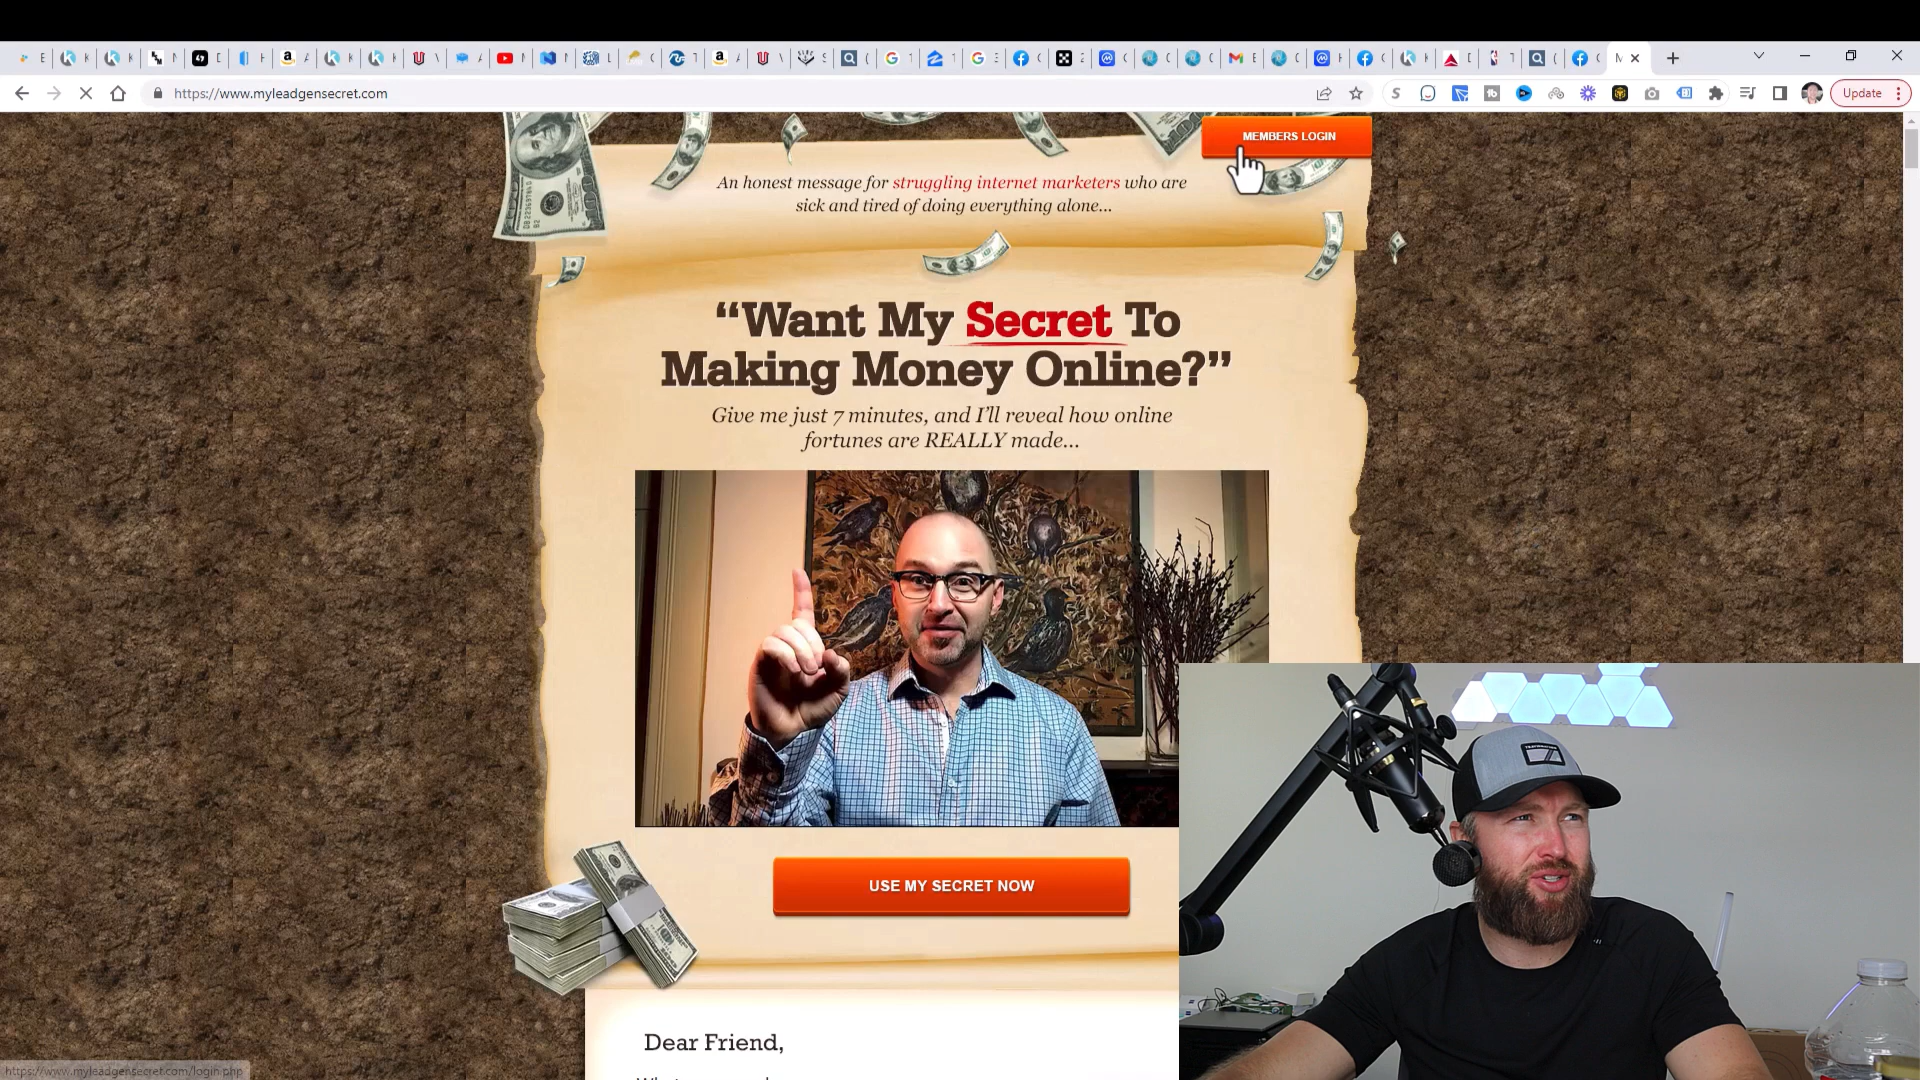 https://www.myleadgensecret.com
Update
MEMBERS LOGIN
An honest message for struggling internet marketers who are
sick and tired of doing everything alone...
“Want My Secret To
Making Money Online?”
Give me just 7 minutes, and I’ll reveal how online
fortunes are REALLY made...
USE MY SECRET NOW
Dear Friend,
https://www.myleadgensecret.com/login.php